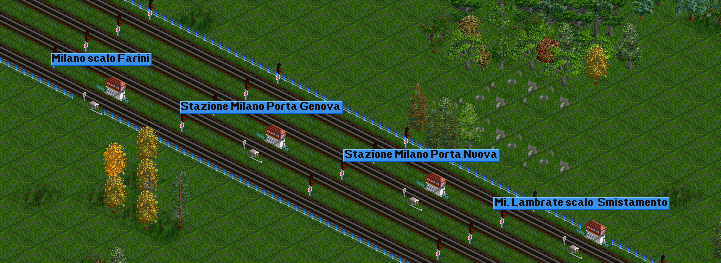 Milano scalo Farini
Stazione Milano Porta Genova
Stazione Milano Porta Nuova
Mi. Lambrate scalo Smistamento